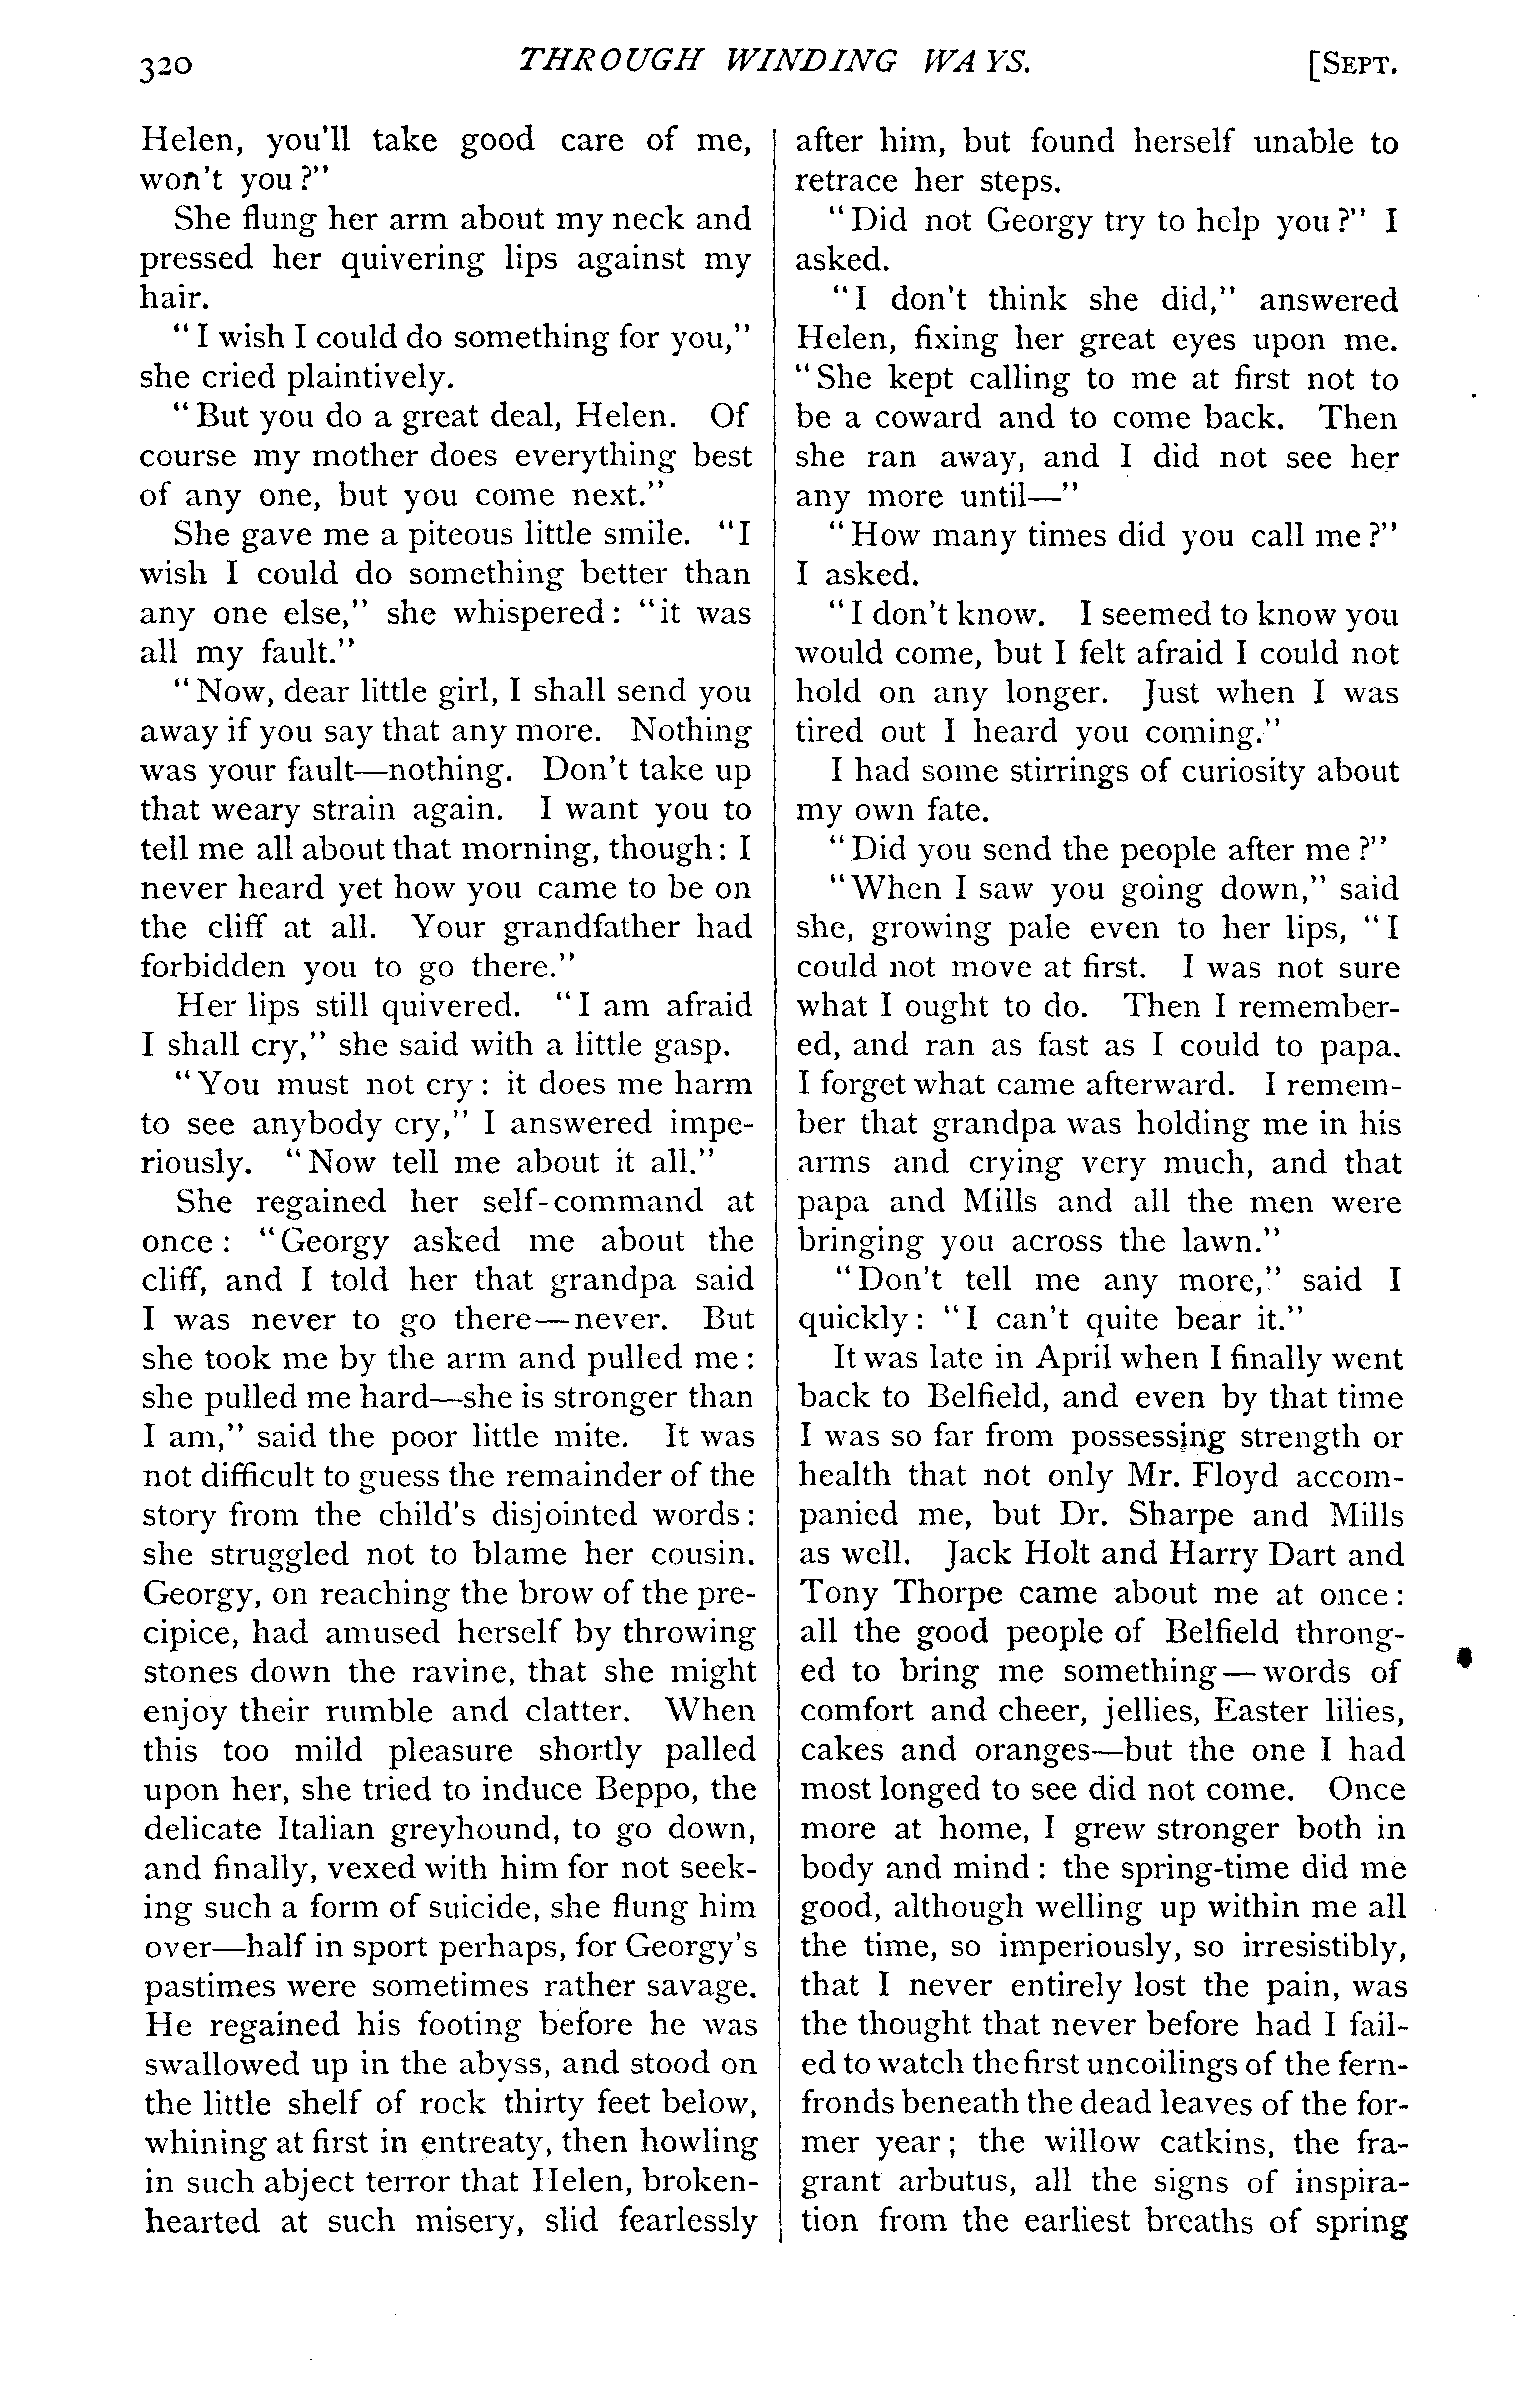 320
THROUGH WINDING WAYS.
[SEPT.
Helen, you'll take good care of me,
won't you?"
She flung her arm about my neck and
pressed her quivering lips against my
hair.
"I wish I could do something for you,"
she cried plaintively.
"But you do a great deal, Helen. Of
course my mother does everything best
of any one, but you come next."
She gave me a piteous little smile. "I
wish I could do something better than
any one else," she whispered: "it was
all my fault."
"Now, dear little girl, I shall send you
away if you say that any more. Nothing
was your fault—nothing. Don't take up
that weary strain again. I want you to
tell me all about that morning, though: I
never heard yet how you came to be on
the cliff at all. Your grandfather had
forbidden you to go there."
Her lips still quivered. "I am afraid
I shall cry," she said with a little gasp.
"You must not cry: it does me harm
to see anybody cry," I answered impe-
riously. "Now tell me about it all."
She regained her self-command at
once: "Georgy asked me about the
cliff, and I told her that grandpa said
I was never to go there—never. But
she took me by the arm and pulled me:
she pulled me hard—she is stronger than
I am," said the poor little mite. It was
not difficult to guess the remainder of the
story from the child's disjointed words:
she struggled not to blame her cousin.
Georgy, on reaching the brow of the pre-
cipice, had amused herself by throwing
stones down the ravine, that she might
enjoy their rumble and clatter. When
this too mild pleasure shortly palled
upon her, she tried to induce Beppo, the
delicate Italian greyhound, to go down,
and finally, vexed with him for not seek-
ing such a form of suicide, she flung him
over—half in sport perhaps, for Georgy's
pastimes were sometimes rather savage.
He regained his footing before he was
swallowed up in the abyss, and stood on
the little shelf of rock thirty feet below,
whining at first in entreaty, then howling
in such abject terror that Helen, broken-
hearted at such misery, slid fearlessly
after him, but found herself unable to
retrace her steps.
"Did not Georgy try to help you?" I
asked.
"I don't think she did," answered
Helen, fixing her great eyes upon me.
"She kept calling to me at first not to
be a coward and to come back. Then
she ran away, and I did not see her
any more until—"
"How many times did you call me?"
I asked.
"I don't know. I seemed to know you
would come, but I felt afraid I could not
hold on any longer. Just when I was
tired out I heard you coming."
I had some stirrings of curiosity about
my own fate.
"Did you send the people after me?"
"When I saw you going down," said
she, growing pale even to her lips, "I
could not move at first. I was not sure
what I ought to do. Then I remember-
ed, and ran as fast as I could to papa.
I forget what came afterward. I remem-
ber that grandpa was holding me in his
arms and crying very much, and that
papa and Mills and all the men were
bringing you across the lawn."
"Don't tell me any more," said I
quickly: "I can't quite bear it."
It was late in April when I finally went
back to Belfield, and even by that time
I was so far from possessing strength or
health that not only Mr. Floyd accom-
panied me, but Dr. Sharpe and Mills
as well. Jack Holt and Harry Dart and
Tony Thorpe came about me at once:
all the good people of Belfield throng-
ed to bring me something—words of
comfort and cheer, jellies, Easter lilies,
cakes and oranges—but the one I had
most longed to see did not come. Once
more at home, I grew stronger both in
body and mind: the spring-time did me
good, although welling up within me all
the time, so imperiously, so irresistibly,
that I never entirely lost the pain, was
the thought that never before had I fail-
ed to watch the first uncoilings of the fern-
fronds beneath the dead leaves of the for-
mer year; the willow catkins, the fra-
grant arbutus, all the signs of inspira-
tion from the earliest breaths of spring